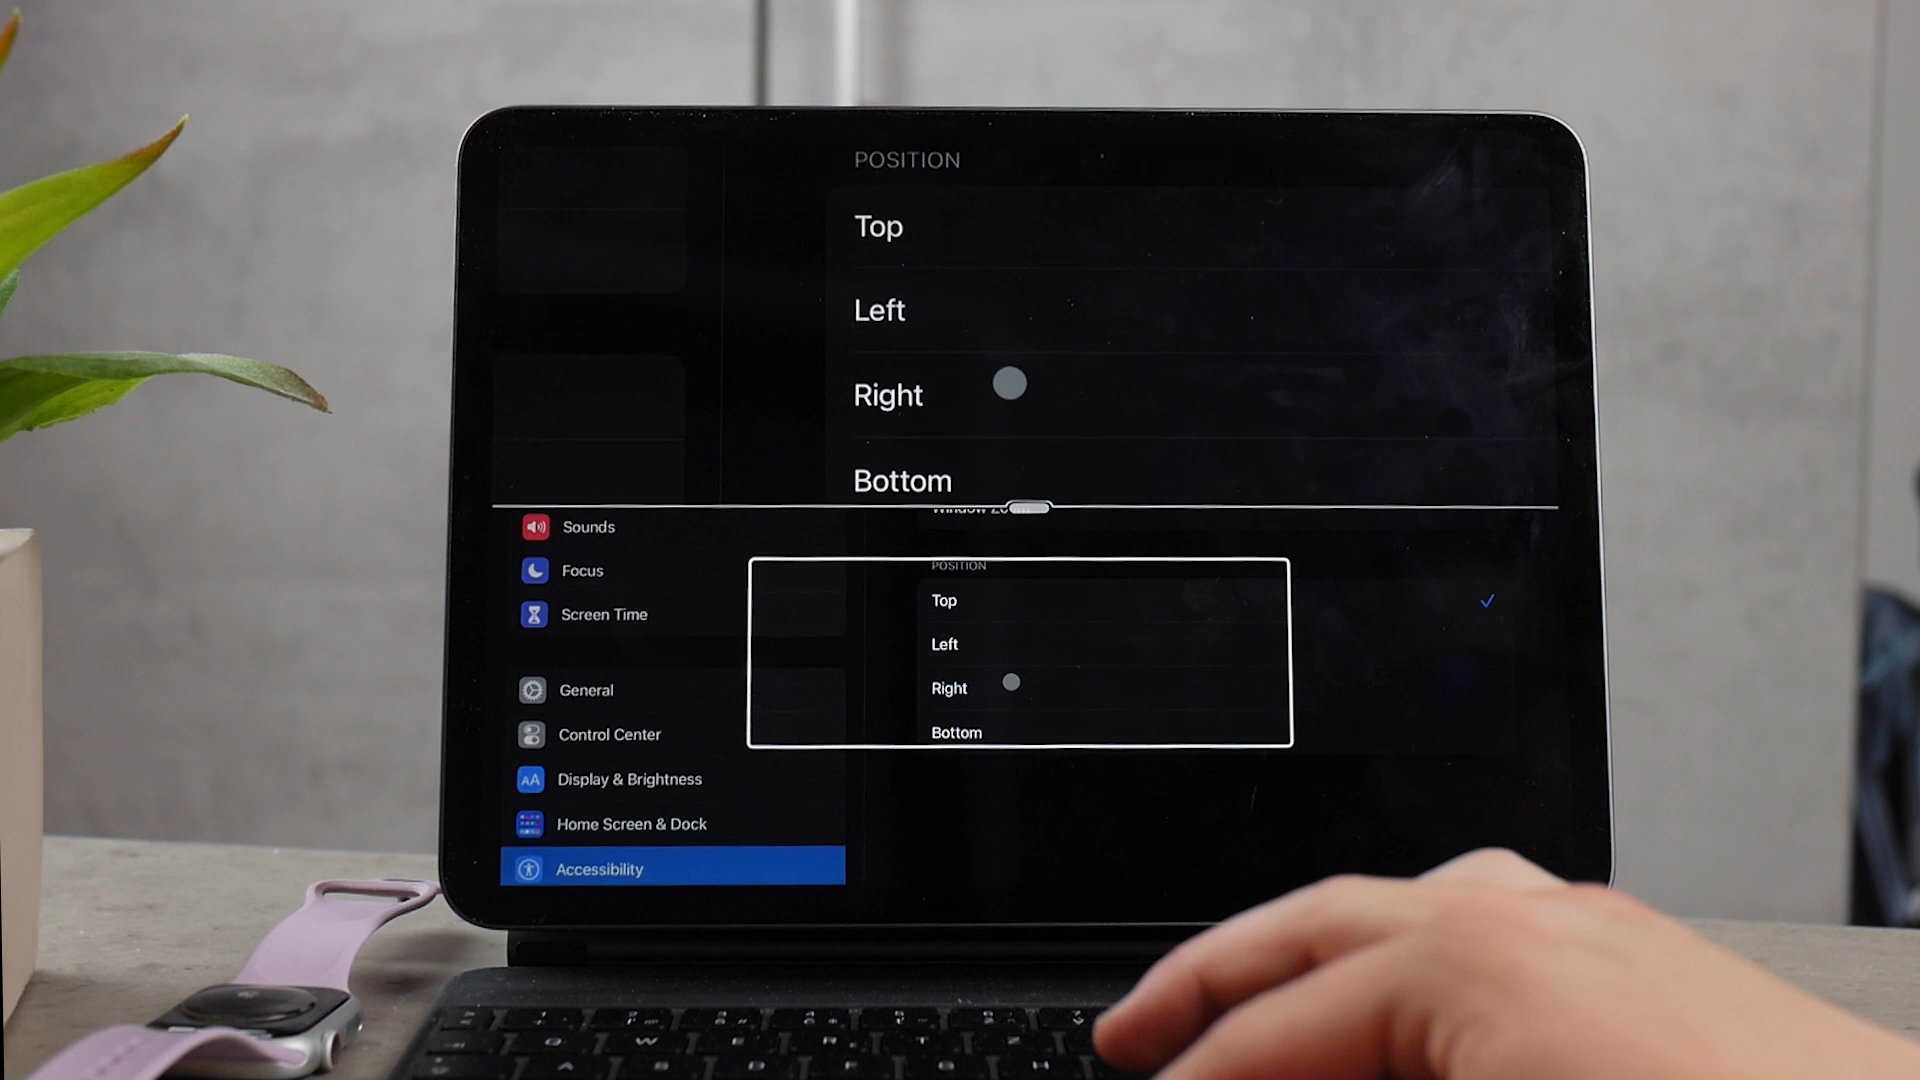 POSITION
Top
Left
Right
Bottom
Sounds
Focus
Screen Time
General
Control Center
AA Display & Brightness
Home Screen & Dock
Accessibility
POSITION
Top
Left
Right
Bottom
Q W E R T Z